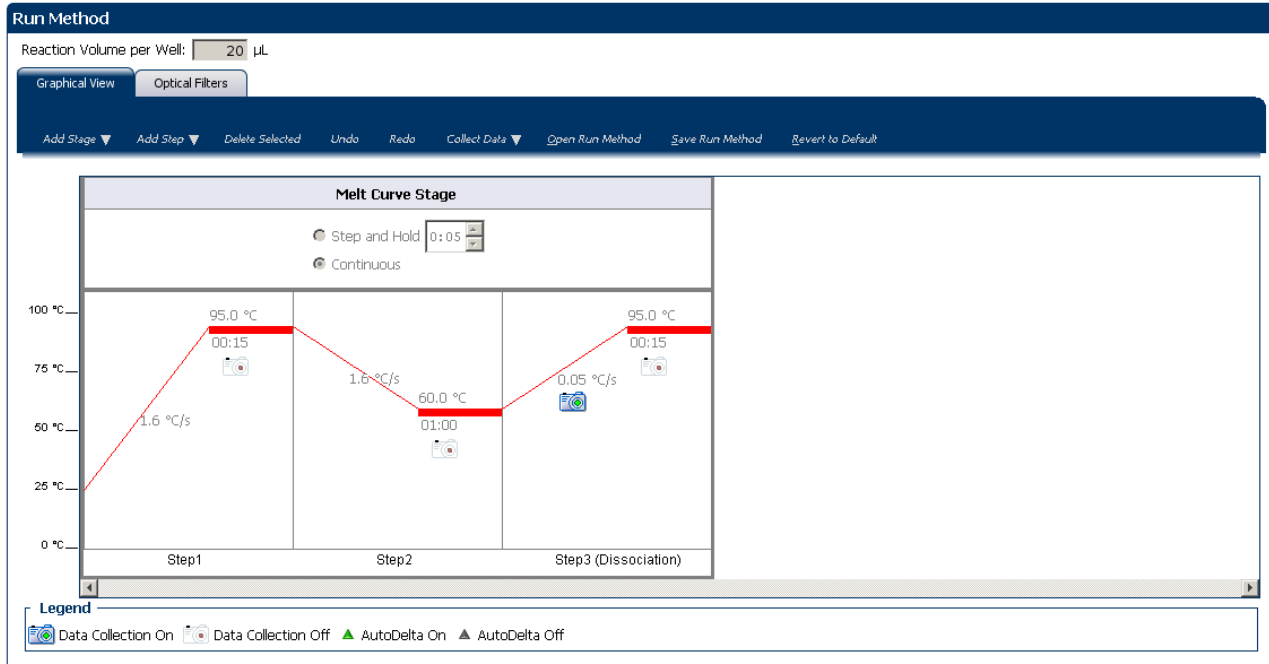 Run Method
Reaction Volume per Well: 20 µL
Graphical View Optical Filters
Add Stage ▼ Add Step ▼ Delete Selected Undo Redo Collect Data ▼ Open Run Method Save Run Method Revert to Default
Melt Curve Stage
Step and Hold 0:05
Continuous
100 °C
75 °C
50 °C
25 °C
0 °C
95.0 °C
00:15
1.6 °C/s
1.6 °C/s
60.0 °C
01:00
95.0 °C
00:15
0.05 °C/s
Step1 Step2 Step3 (Dissociation)
Legend
Data Collection On Data Collection Off ▲ AutoDelta On ▲ AutoDelta Off